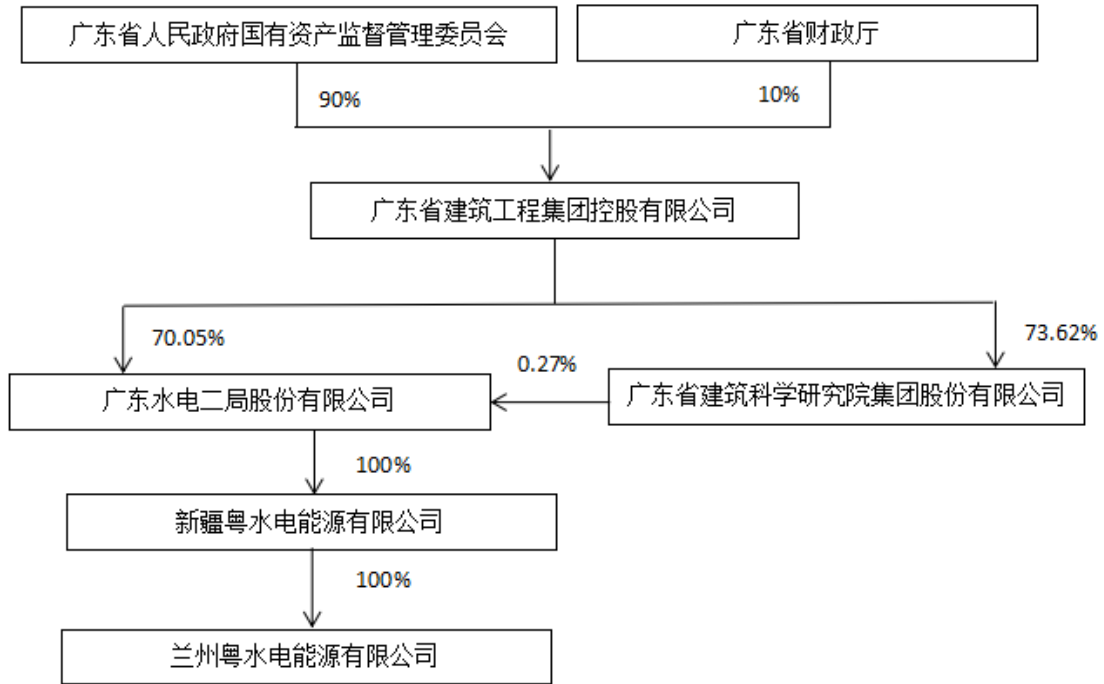 广东省人民政府国有资产监督管理委员会
广东省财政厅
90%
10%
广东省建筑工程集团控股有限公司
70.05%
73.62%
0.27%
广东水电二局股份有限公司
广东省建筑科学研究院集团股份有限公司
100%
新疆粤水电能源有限公司
100%
兰州粤水电能源有限公司